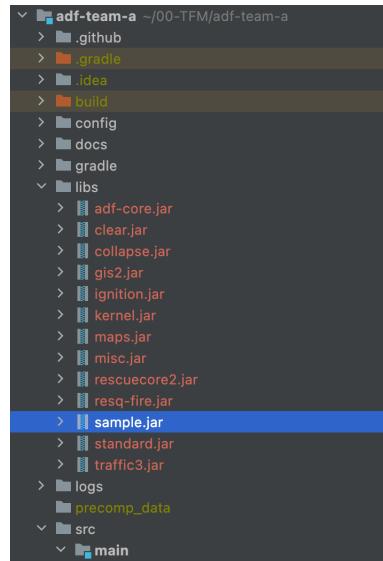 adf-team-a ~/00-TFM/adf-team-a
.github
.gradle
.idea
build
config
docs
gradle
libs
adf-core.jar
clear.jar
collapse.jar
gis2.jar
ignition.jar
kernel.jar
maps.jar
misc.jar
rescuecore2.jar
resq-fire.jar
sample.jar
standard.jar
traffic3.jar
logs
precomp_data
src
main